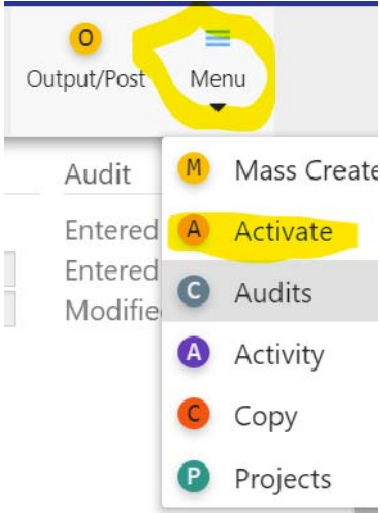 O
Output/Post Menu
Audit
Entered
Entered
Modifie
M Mass Create
A Activate
C Audits
A Activity
C Copy
P Projects